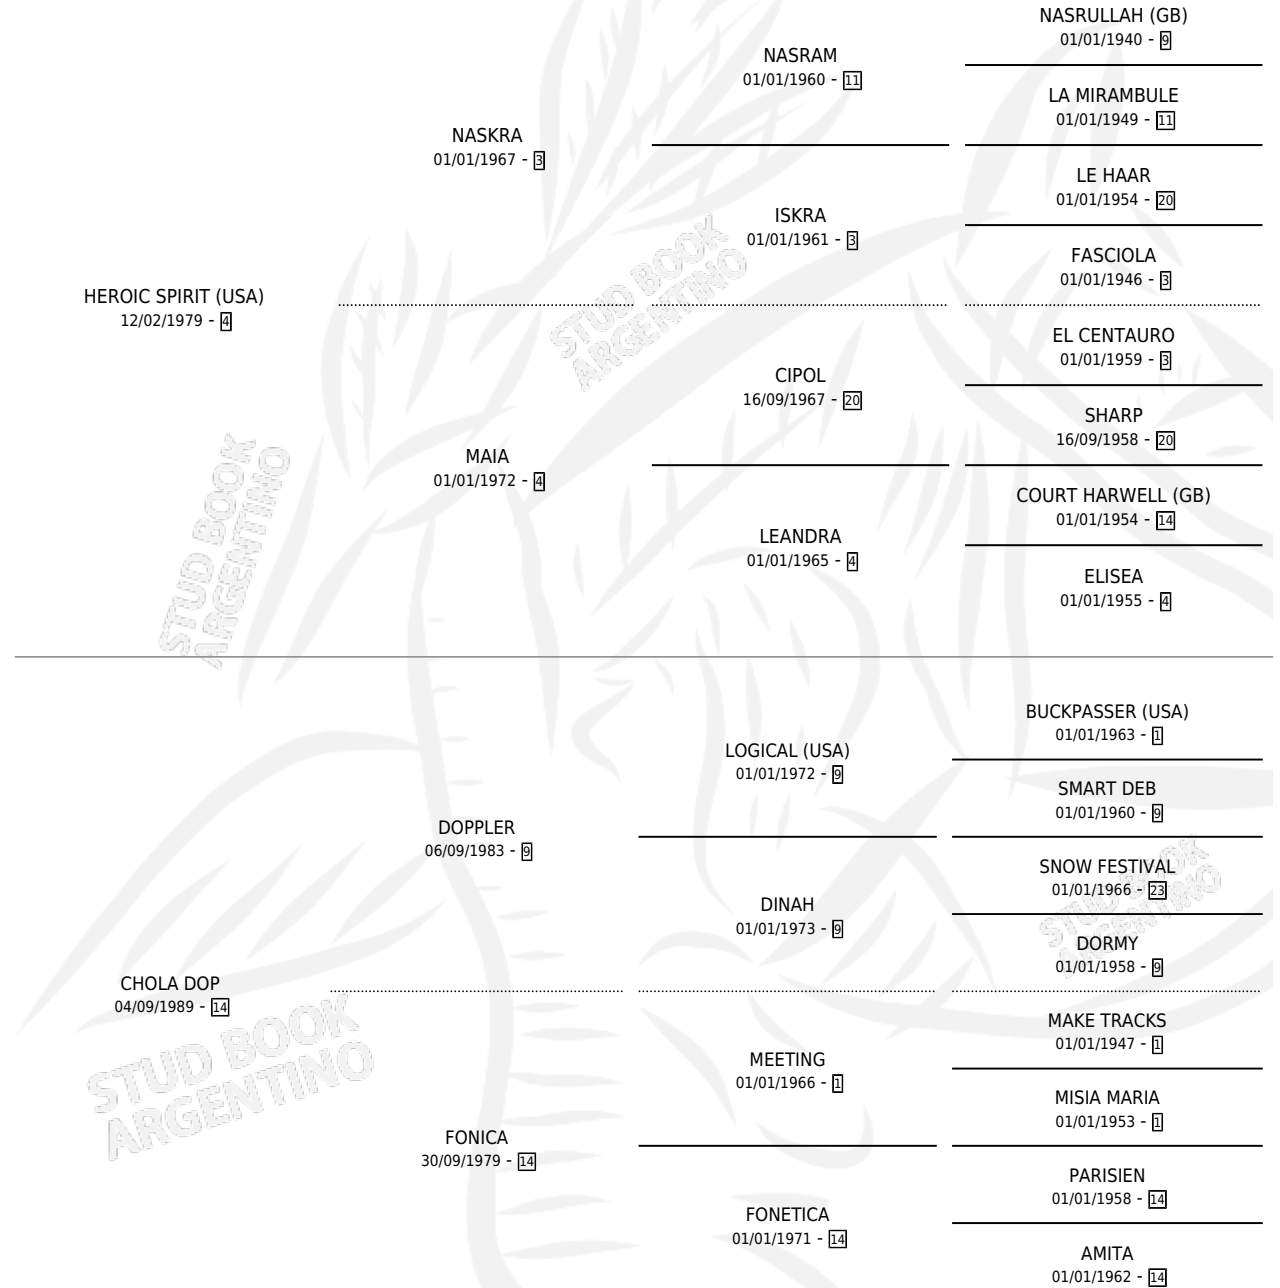 NASRULLAH (GB)
01/01/1940 - 9
NASRAM
01/01/1960 - 11
LA MIRAMBULE
01/01/1949 - 11
NASKRA
01/01/1967 - 3
LE HAAR
01/01/1954 - 20
ISKRA
01/01/1961 - 3
FASCIOLA
01/01/1946 - 3
HEROIC SPIRIT (USA)
12/02/1979 - 4
EL CENTAURO
01/01/1959 - 3
CIPOL
16/09/1967 - 20
SHARP
16/09/1958 - 20
MAIA
01/01/1972 - 4
COURT HARWELL (GB)
01/01/1954 - 14
LEANDRA
01/01/1965 - 4
ELISEA
01/01/1955 - 4
BUCKPASSER (USA)
01/01/1963 - 1
LOGICAL (USA)
01/01/1972 - 9
SMART DEB
01/01/1960 - 9
DOPPLER
06/09/1983 - 9
SNOW FESTIVAL
01/01/1966 - 23
DINAH
01/01/1973 - 9
DORMY
01/01/1958 - 9
CHOLA DOP
04/09/1989 - 14
MAKE TRACKS
01/01/1947 - 1
MEETING
01/01/1966 - 1
MISIA MARIA
01/01/1953 - 1
FONICA
30/09/1979 - 14
PARISIEN
01/01/1958 - 14
FONETICA
01/01/1971 - 14
AMITA
01/01/1962 - 14
STUD BOOK
ARGENTINO
STUD BOOK
ARGENTINO
STUD BOOK
ARGENTINO
STUD BOOK
ARGENTINO